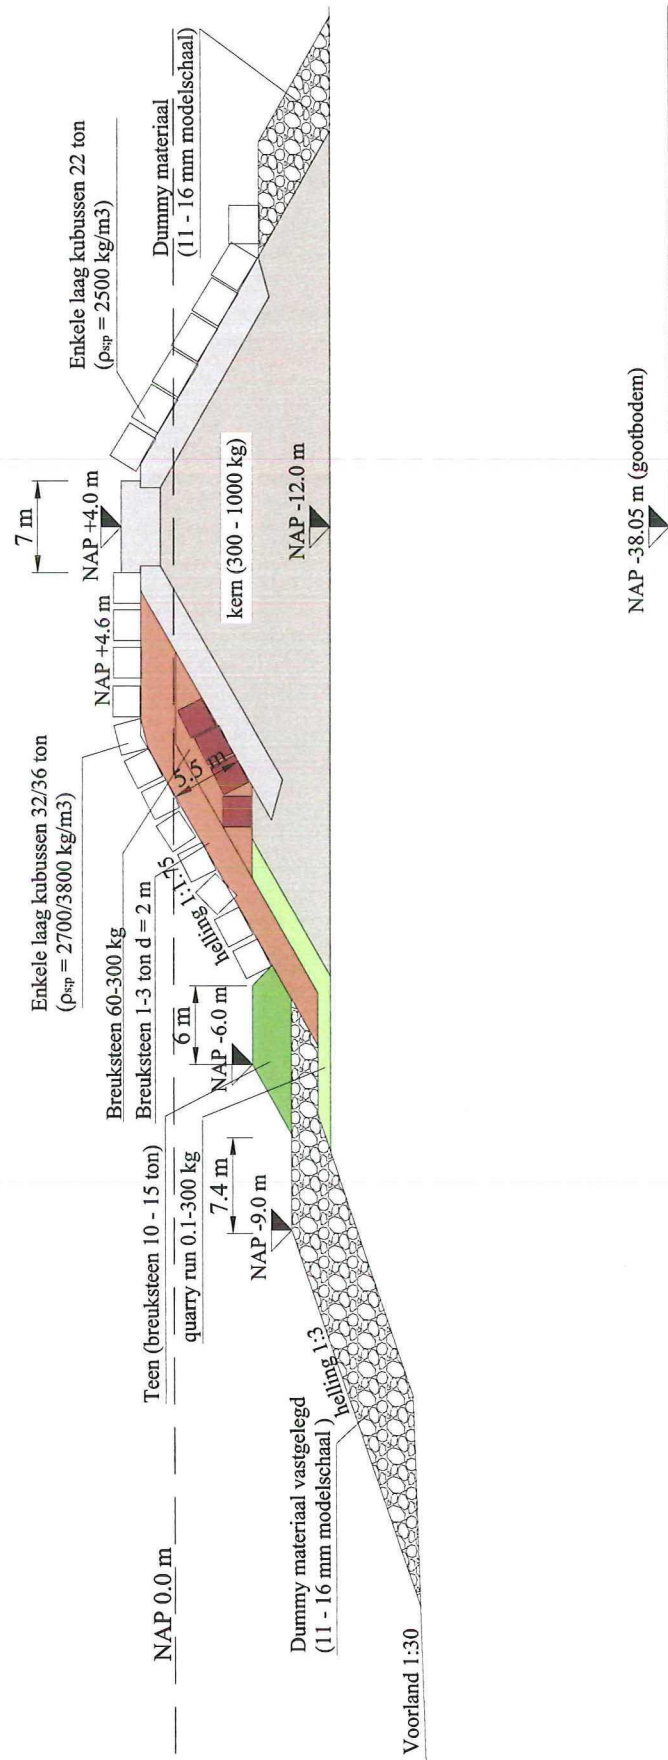 NAP 0.0 m
Voorland 1:30
Dummy materiaal vastgelegd
(11 - 16 mm modelschaal )
helling 1:3
NAP -9.0 m
7.4 m
Teen (breuksteen 10 - 15 ton)
quarry run 0.1-300 kg
NAP -6.0 m
6 m
Breuksteen 60-300 kg
Breuksteen 1-3 ton d = 2 m
helling 1:1.75
Enkele laag kubussen 32/36 ton
(ρs;p = 2700/3800 kg/m3)
5.5 m
NAP +4.6 m
7 m
NAP +4.0 m
kern (300 - 1000 kg)
NAP -12.0 m
NAP -38.05 m (gootbodem)
Enkele laag kubussen 22 ton
(ρs;p = 2500 kg/m3)
Dummy materiaal
(11 - 16 mm modelschaal)